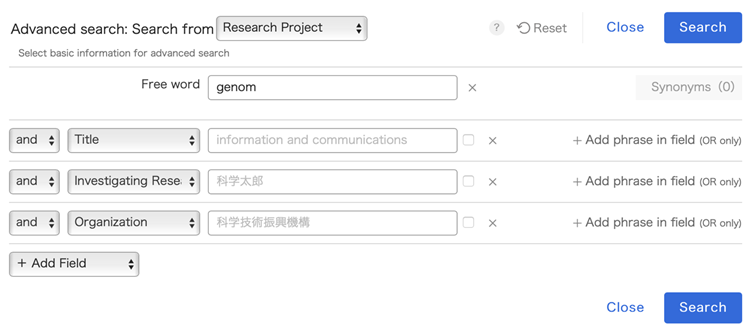 Advanced search: Search from Research Project ? Reset Close Search
Select basic information for advanced search
Free word genom × Synonyms (0)
and Title information and communications × + Add phrase in field (OR only)
and Investigating Resea 科学太郎 × + Add phrase in field (OR only)
and Organization 科学技術振興機構 × + Add phrase in field (OR only)
+ Add Field
Close Search